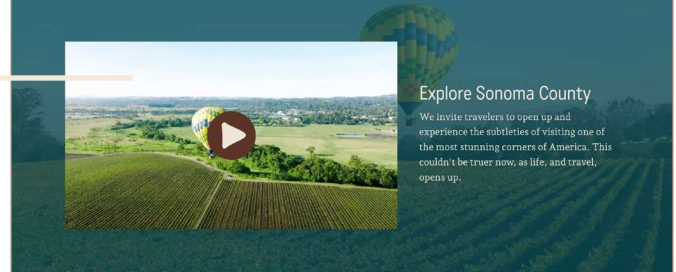 Explore Sonoma County
We invite travelers to open up and
experience the subtleties of visiting one of
the most stunning corners of America. This
couldn't be truer now, as life, and travel,
opens up.